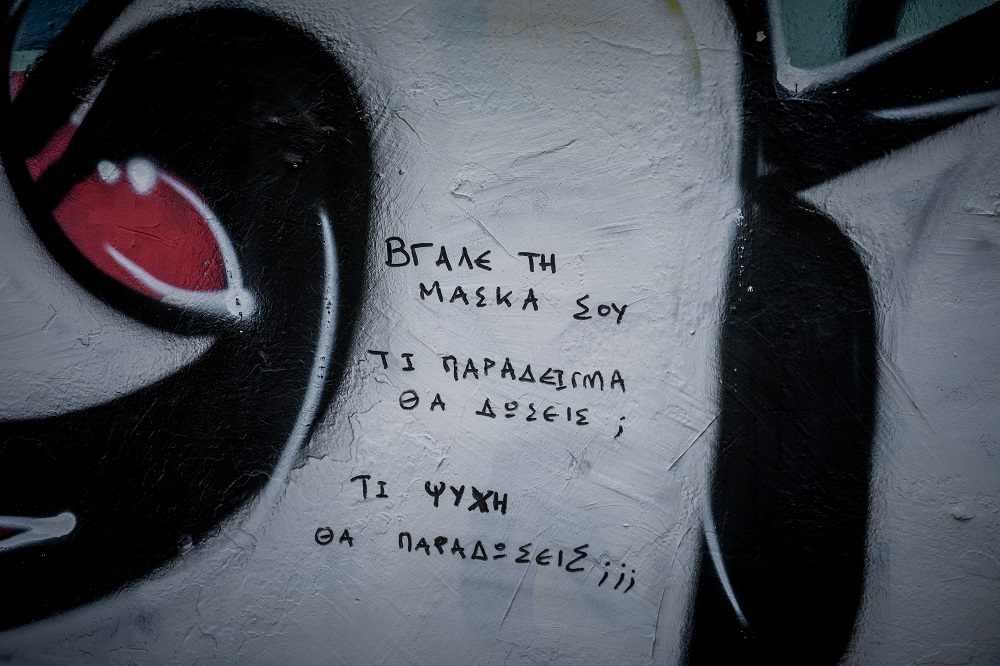 ΒΓΑΛΕ ΤΗ
ΜΑΣΚΑ ΣΟΥ
ΤΙ ΠΑΡΑΔΕΙΓΜΑ
ΘΑ ΔΩΣΕΙΣ ;
ΤΙ ΨΥΧΗ
ΘΑ ΠΑΡΑΔΩΣΕΙΣ ;;;